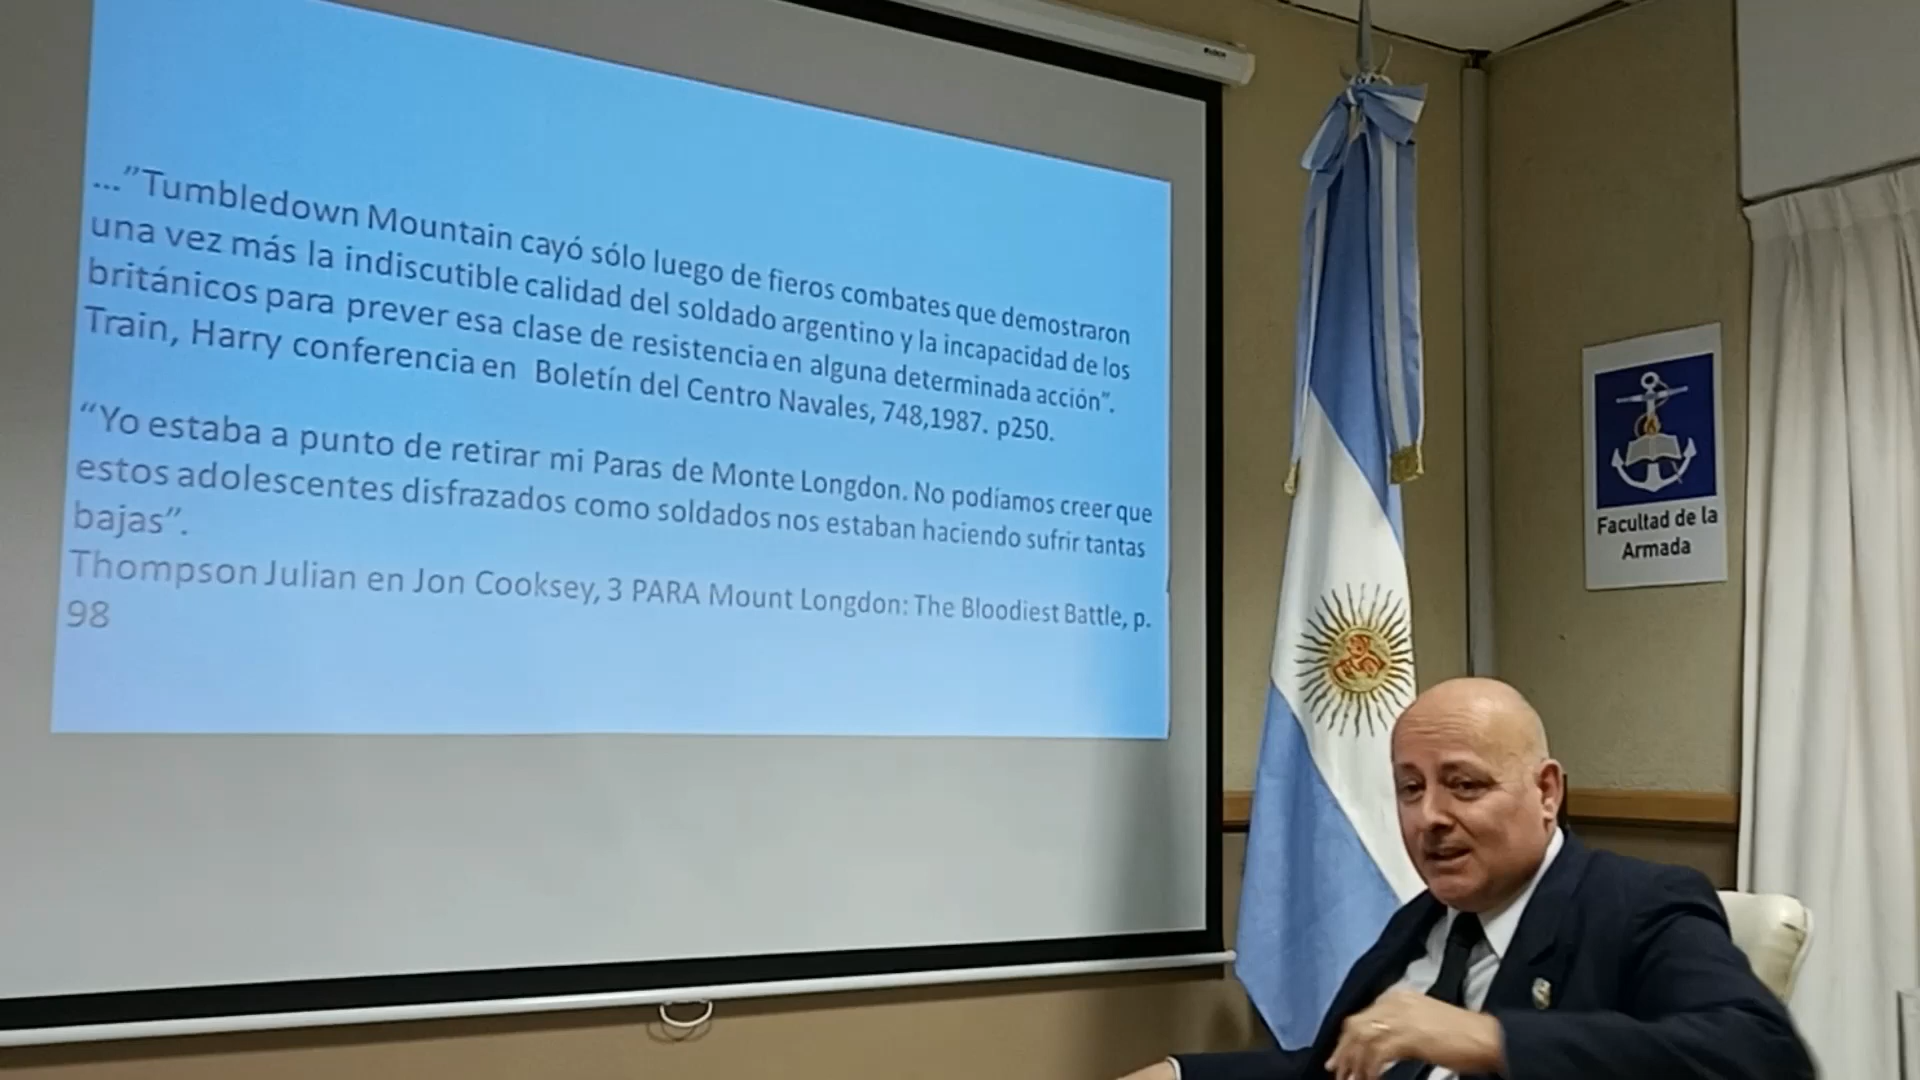 ..."Tumbledown Mountain cayó sólo luego de fieros combates que demostraron
una vez más la indiscutible calidad del soldado argentino y la incapacidad de los
británicos para prever esa clase de resistencia en alguna determinada acción".
Train, Harry conferencia en Boletín del Centro Navales, 748,1987. p250.
"Yo estaba a punto de retirar mi Paras de Monte Longdon. No podíamos creer que
estos adolescentes disfrazados como soldados nos estaban haciendo sufrir tantas
bajas".
Thompson Julian en Jon Cooksey, 3 PARA Mount Longdon: The Bloodiest Battle, p.
98
Facultad de la
Armada